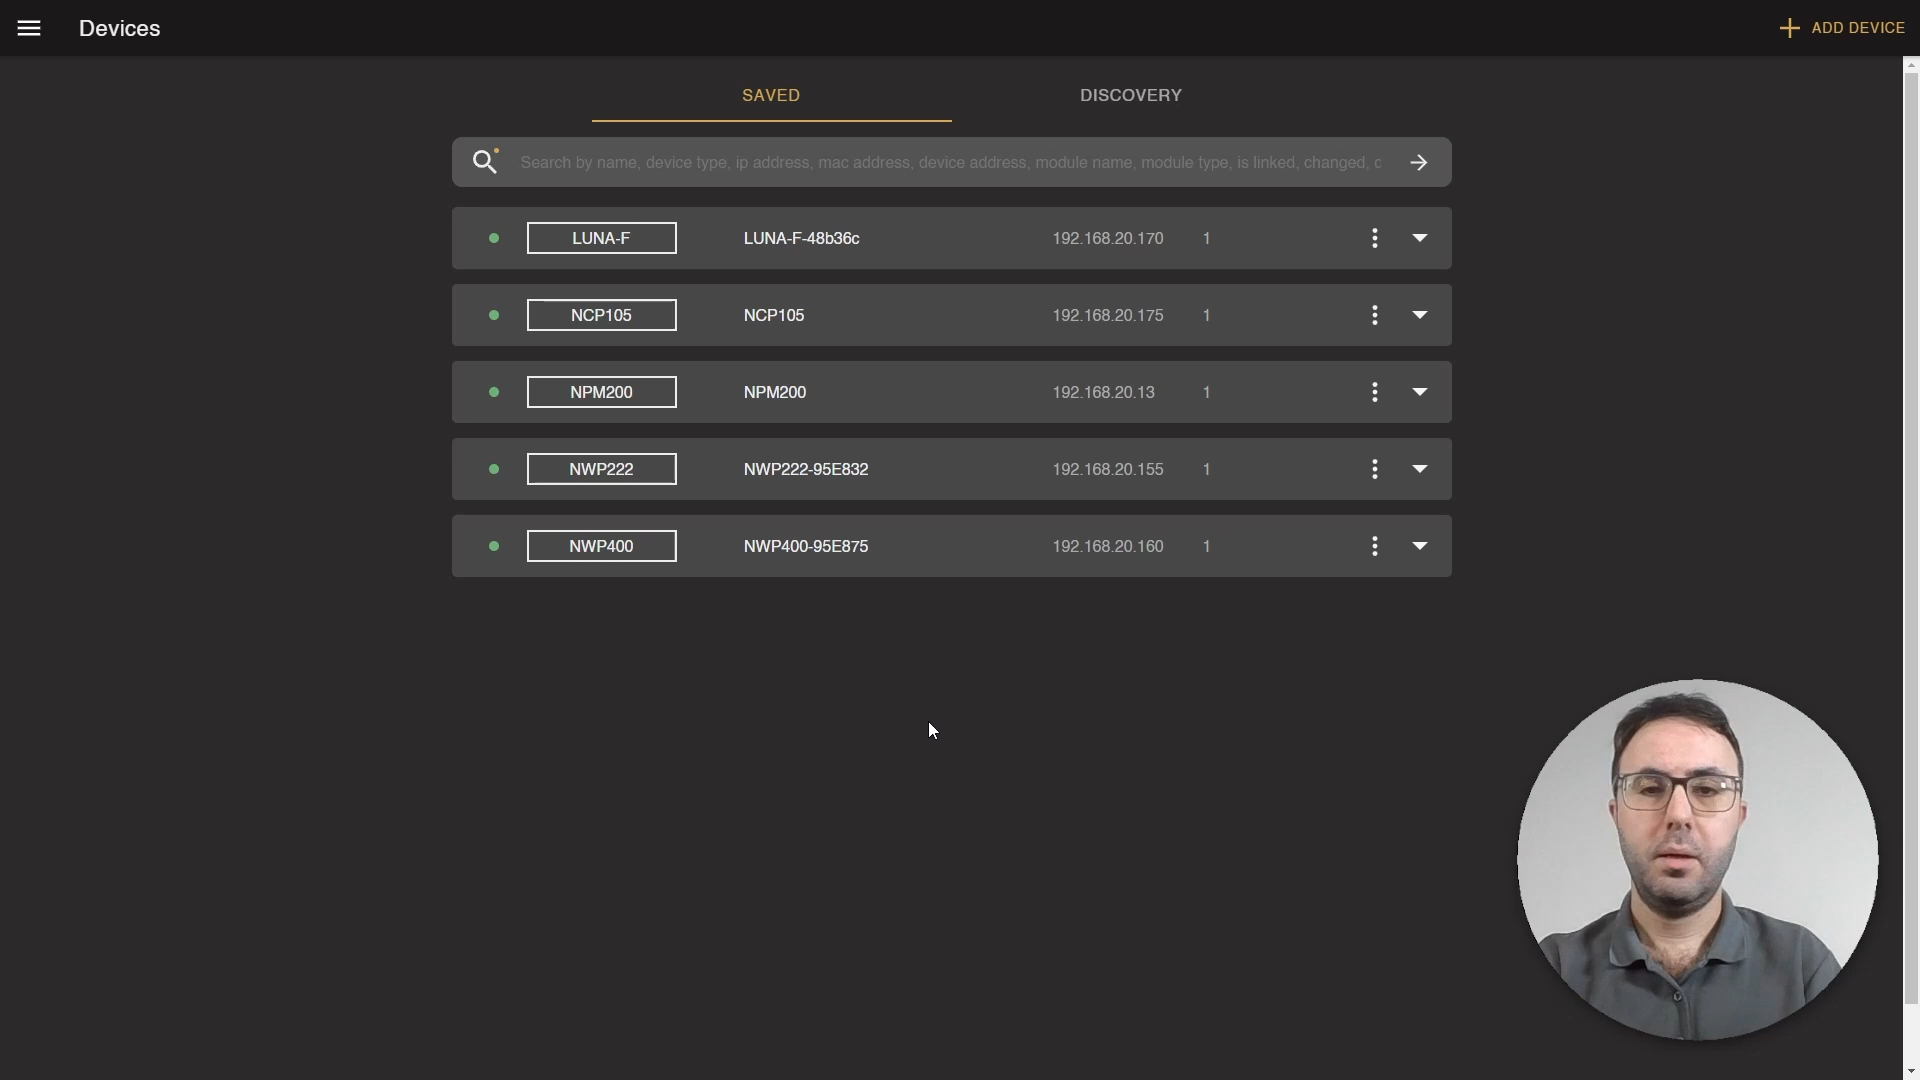 Devices
ADD DEVICE
SAVED
DISCOVERY
Search by name, device type, ip address, mac address, device address, module name, module type, is linked, changed, c
LUNA-F LUNA-F-48b36c 192.168.20.170 1
NCP105 NCP105 192.168.20.175 1
NPM200 NPM200 192.168.20.13 1
NWP222 NWP222-95E832 192.168.20.155 1
NWP400 NWP400-95E875 192.168.20.160 1